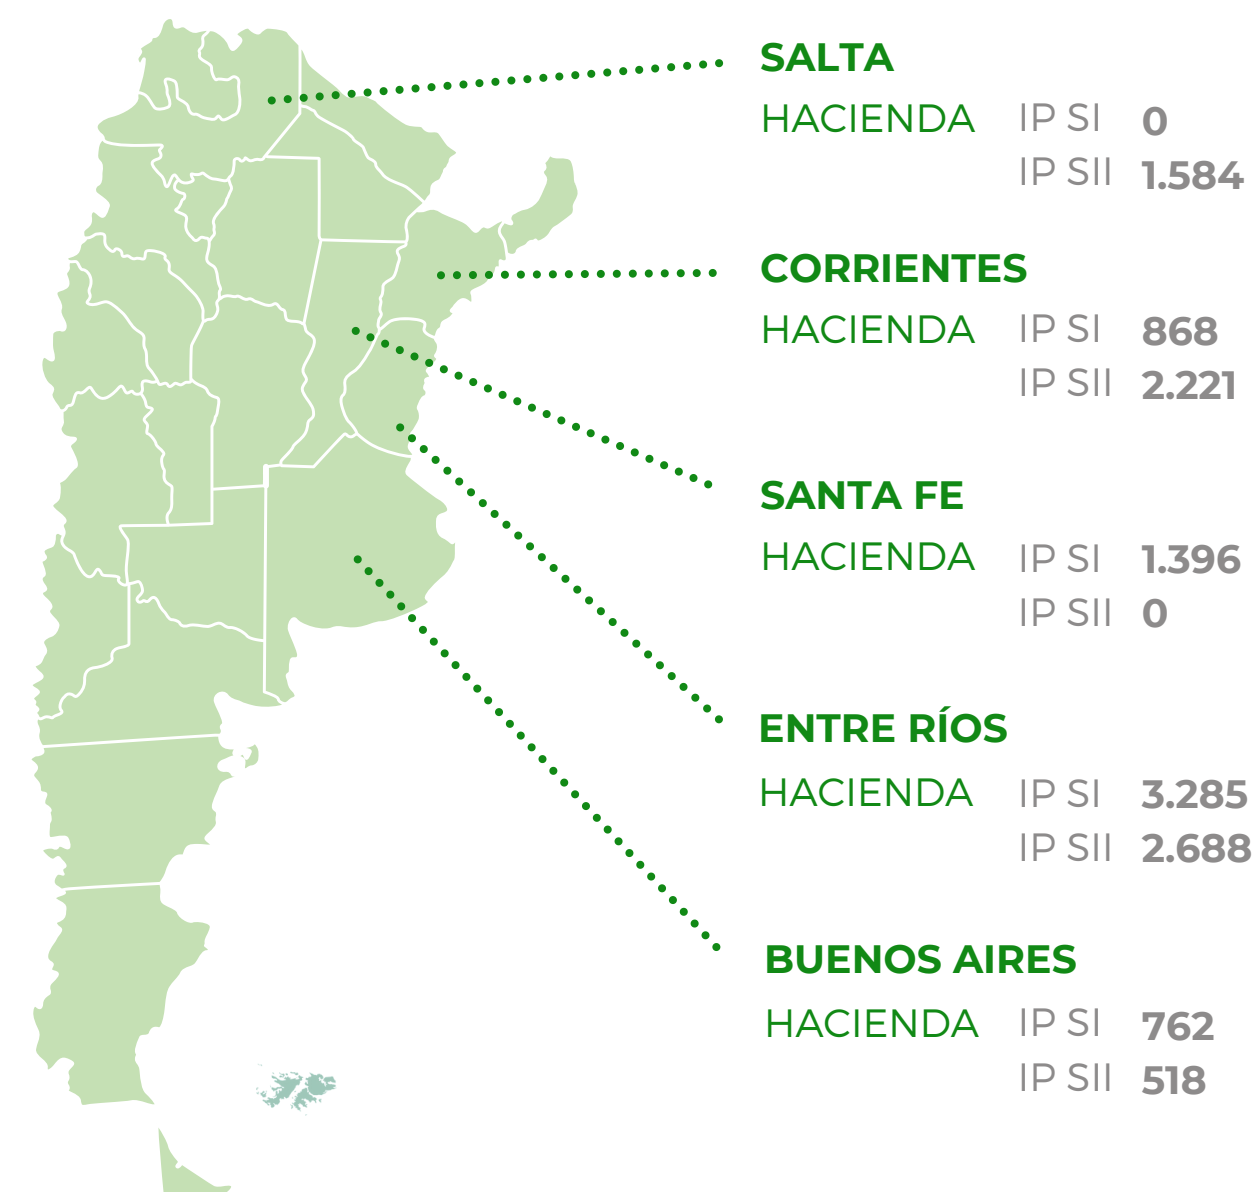 SALTA
HACIENDA IP SI 0
IP SII 1.584
CORRIENTES
HACIENDA IP SI 868
IP SII 2.221
SANTA FE
HACIENDA IP SI 1.396
IP SII 0
ENTRE RÍOS
HACIENDA IP SI 3.285
IP SII 2.688
BUENOS AIRES
HACIENDA IP SI 762
IP SII 518